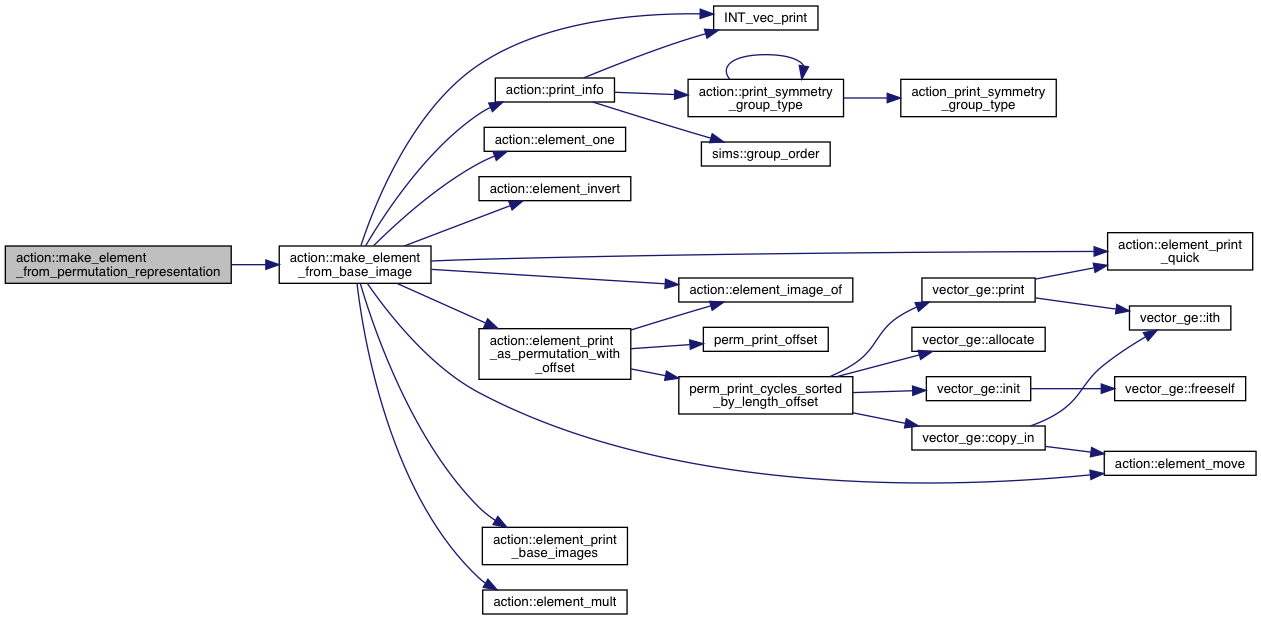 action::make_element
_from_permutation_representation
action::make_element
_from_base_image
INT_vec_print
action::print_info
action::print_symmetry
_group_type
action_print_symmetry
_group_type
sims::group_order
action::element_one
action::element_invert
action::element_print
_quick
action::element_image_of
action::element_print
_as_permutation_with
_offset
perm_print_offset
perm_print_cycles_sorted
_by_length_offset
vector_ge::print
vector_ge::ith
vector_ge::allocate
vector_ge::init
vector_ge::freeself
vector_ge::copy_in
action::element_move
action::element_print
_base_images
action::element_mult